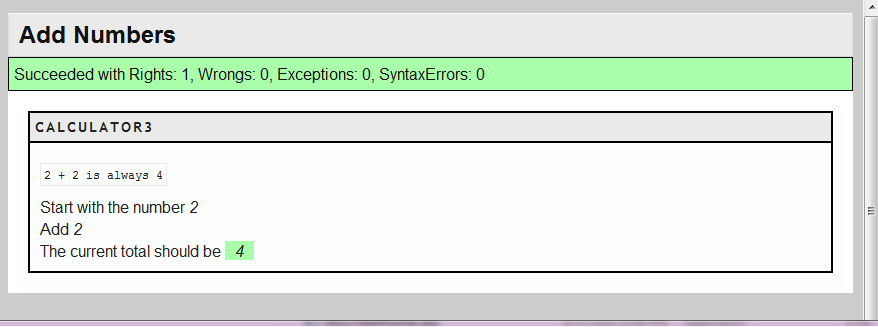 Add Numbers
Succeeded with Rights: 1, Wrongs: 0, Exceptions: 0, SyntaxErrors: 0
CALCULATOR3
2 + 2 is always 4
Start with the number 2
Add 2
The current total should be 4